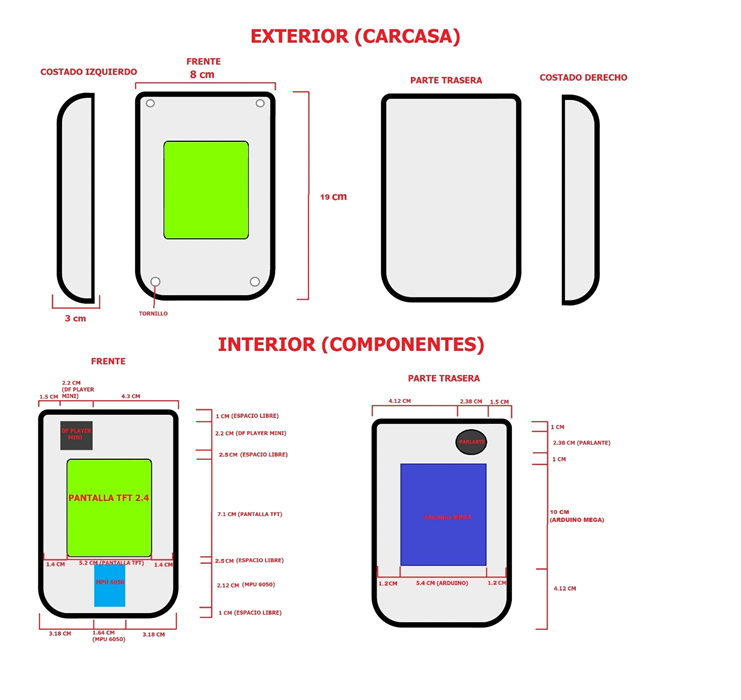 EXTERIOR (CARCASA)
COSTADO IZQUIERDO
FRENTE
8 cm
PARTE TRASERA
COSTADO DERECHO
19 cm
3 cm
TORNILLO
INTERIOR (COMPONENTES)
FRENTE
PARTE TRASERA
1.5 CM
2.2 CM
(DF PLAYER
MINI)
4.3 CM
DF PLAYER
MINI
1 CM (ESPACIO LIBRE)
2.2 CM (DF PLAYER MINI)
2.5 CM (ESPACIO LIBRE)
PANTALLA TFT 2.4
7.1 CM (PANTALLA TFT)
1.4 CM
5.2 CM (PANTALLA TFT)
1.4 CM
2.5 CM (ESPACIO LIBRE)
MPU 6050
2.12 CM (MPU 6050)
1 CM (ESPACIO LIBRE)
3.18 CM
1.64 CM
(MPU 6050)
3.18 CM
4.12 CM
2.38 CM
1.5 CM
1 CM
PARLANTE
2.38 CM (PARLANTE)
1 CM
10 CM
(ARDUINO MEGA)
ARDUINO MEGA
1.2 CM
5.4 CM (ARDUINO)
1.2 CM
4.12 CM